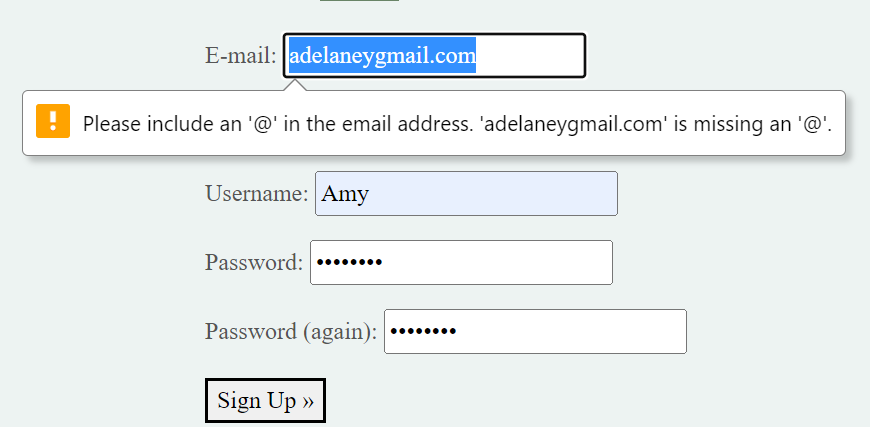 E-mail: adelaneygmail.com
Please include an '@' in the email address. 'adelaneygmail.com' is missing an '@'.
Username: Amy
Password: ••••••••
Password (again): ••••••••
Sign Up »